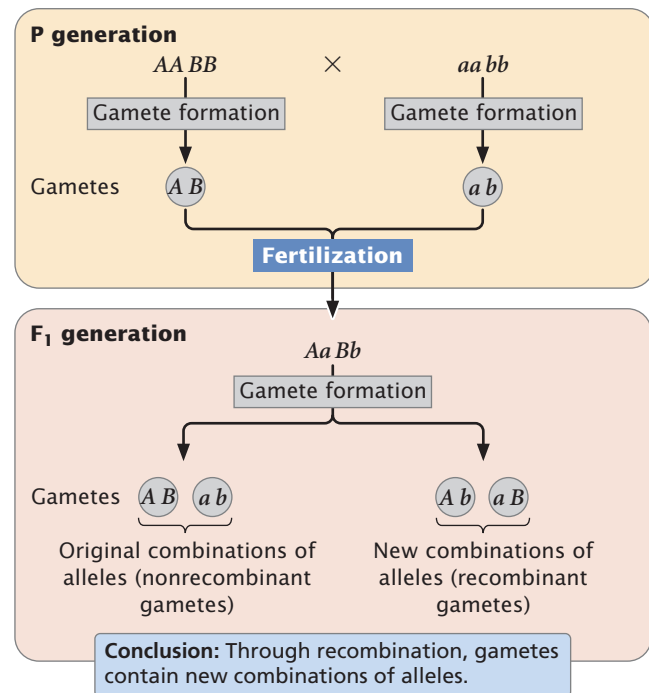 P generation
AA BB × aa bb
Gamete formation Gamete formation
Gametes A B a b
Fertilization
F1 generation
Aa Bb
Gamete formation
Gametes A B a b A b a B
Original combinations of New combinations of
alleles (nonrecombinant alleles (recombinant
gametes) gametes)
Conclusion: Through recombination, gametes
contain new combinations of alleles.